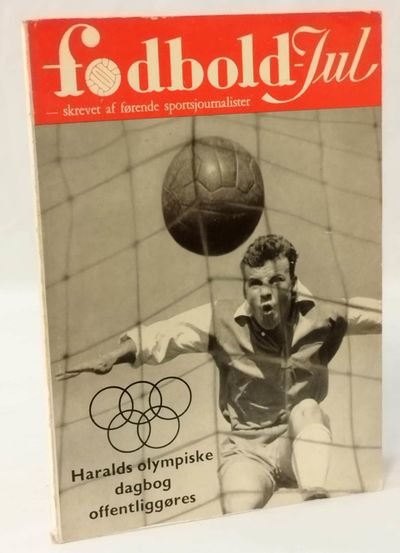 fodbold-Jul
— skrevet af førende sportsjournalister
Haralds olympiske
dagbog
offentliggøres